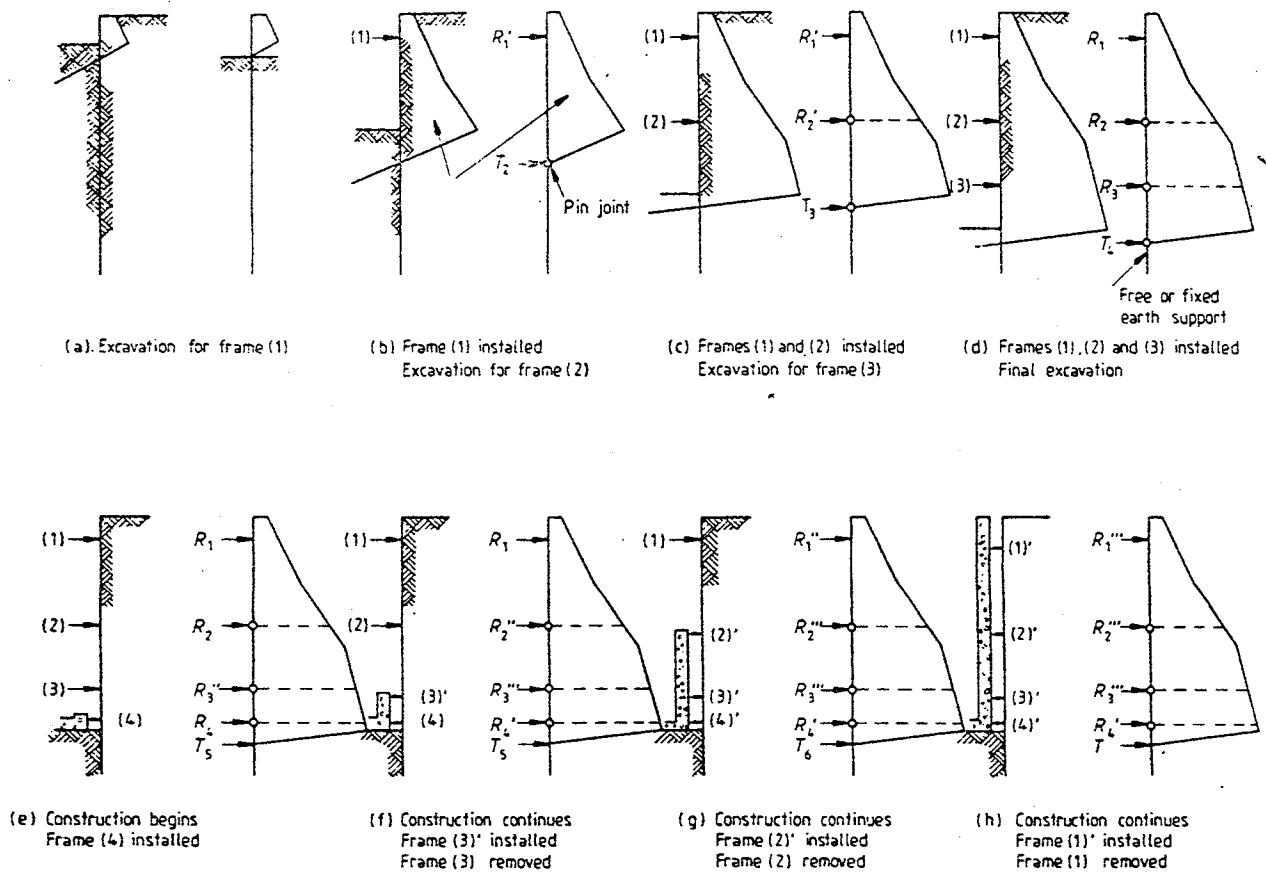 (1)
R₁'
(1)
R₁'
(1)
R₁
(2)
R₂'
(2)
R₂
T₂
Pin joint
T₃
(3)
R₃
T₄
Free or fixed
earth support
(a). Excavation for frame (1)
(b) Frame (1) installed
Excavation for frame (2)
(c) Frames (1) and (2) installed
Excavation for frame (3)
(d) Frames (1), (2) and (3) installed
Final excavation
(1)
R₁
(1)
R₁
(1)
R₁''
(1)'
R₁'''
(2)
R₂
(2)
R₂''
(2)'
R₂'''
(2)'
R₂'''
(3)
R₃''
(3)'
R₃'''
(3)'
R₃'''
(3)'
R₃'''
(4)
R₄
(4)
R₄'
(4)'
R₄'
(4)'
R₄'
T₅
T₅
T₆
T
(e) Construction begins
Frame (4) installed
(f) Construction continues
Frame (3)' installed
Frame (3) removed
(g) Construction continues
Frame (2)' installed
Frame (2) removed
(h) Construction continues
Frame (1)' installed
Frame (1) removed